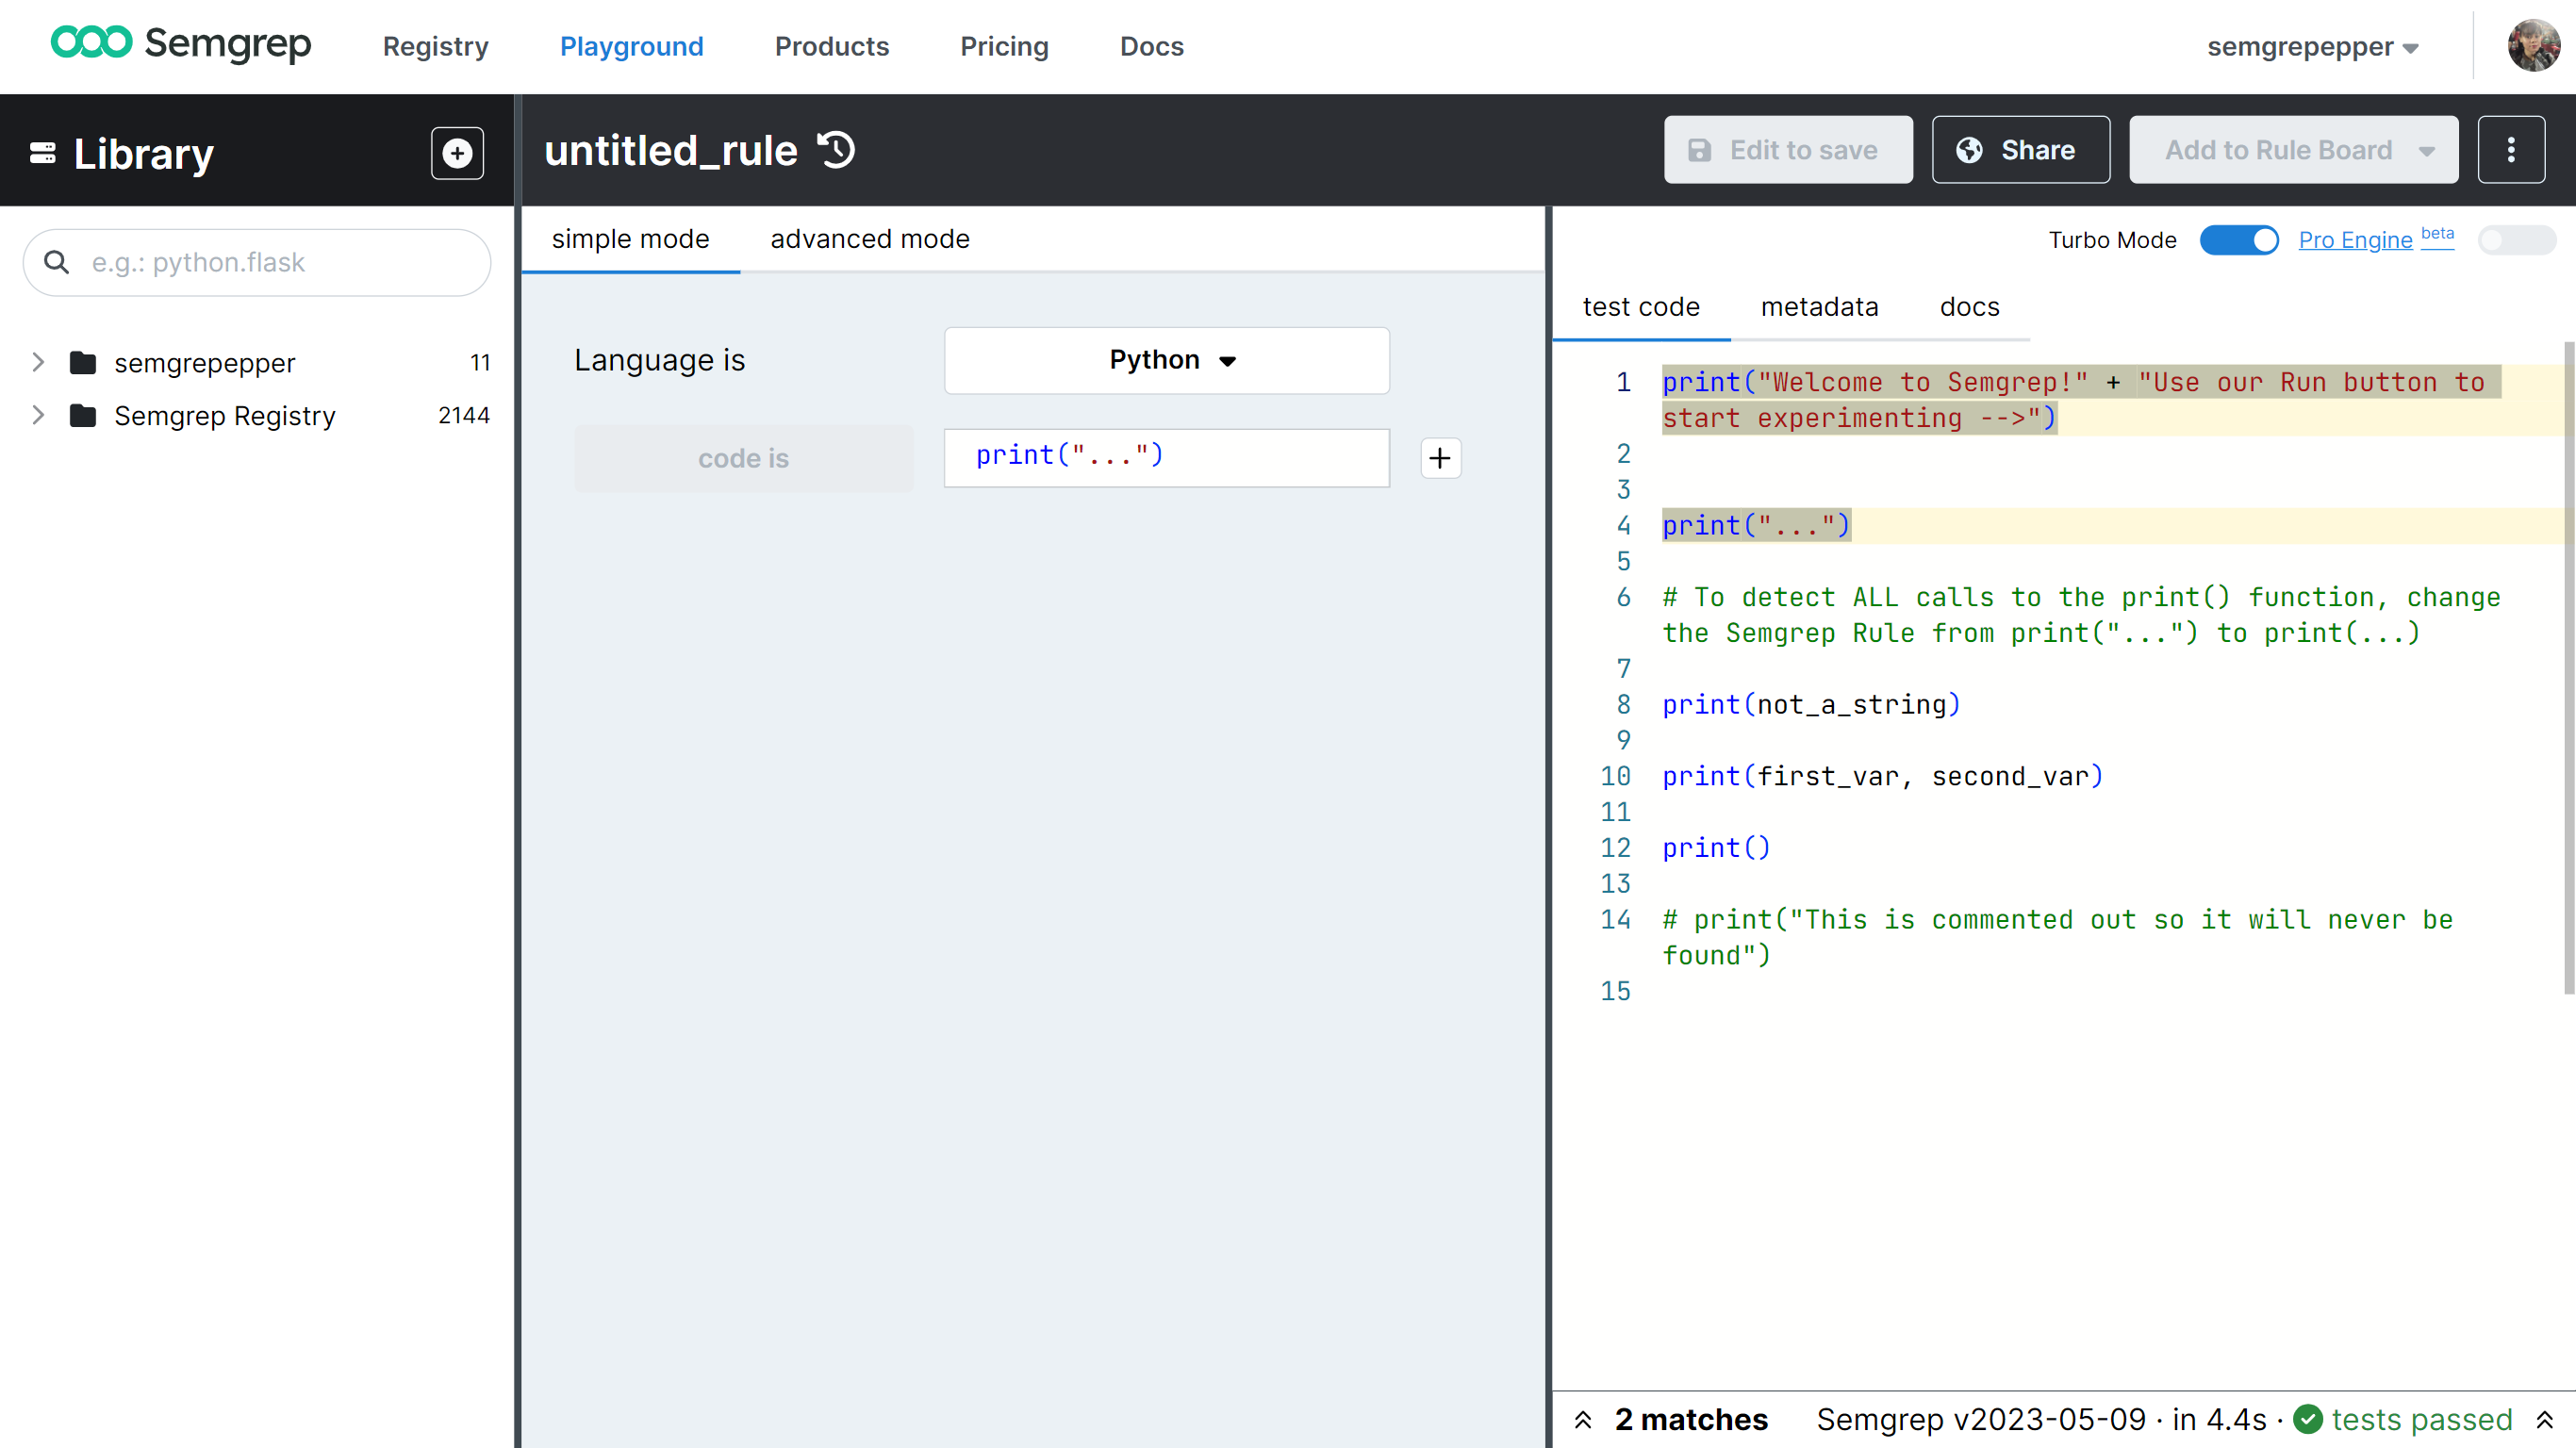 Semgrep
Registry
Playground
Products
Pricing
Docs
semgrepepper
Library
untitled_rule
Edit to save
Share
Add to Rule Board
e.g.: python.flask
semgrepepper 11
Semgrep Registry 2144
simple mode
advanced mode
Language is
Python
code is
print("...")
Turbo Mode
Pro Engine beta
test code
metadata
docs
1 print("Welcome to Semgrep!" + "Use our Run button to
start experimenting -->")
2
3
4 print("...")
5
6 # To detect ALL calls to the print() function, change
the Semgrep Rule from print("...") to print(...)
7
8 print(not_a_string)
9
10 print(first_var, second_var)
11
12 print()
13
14 # print("This is commented out so it will never be
found")
15
2 matches
Semgrep v2023-05-09 · in 4.4s · tests passed